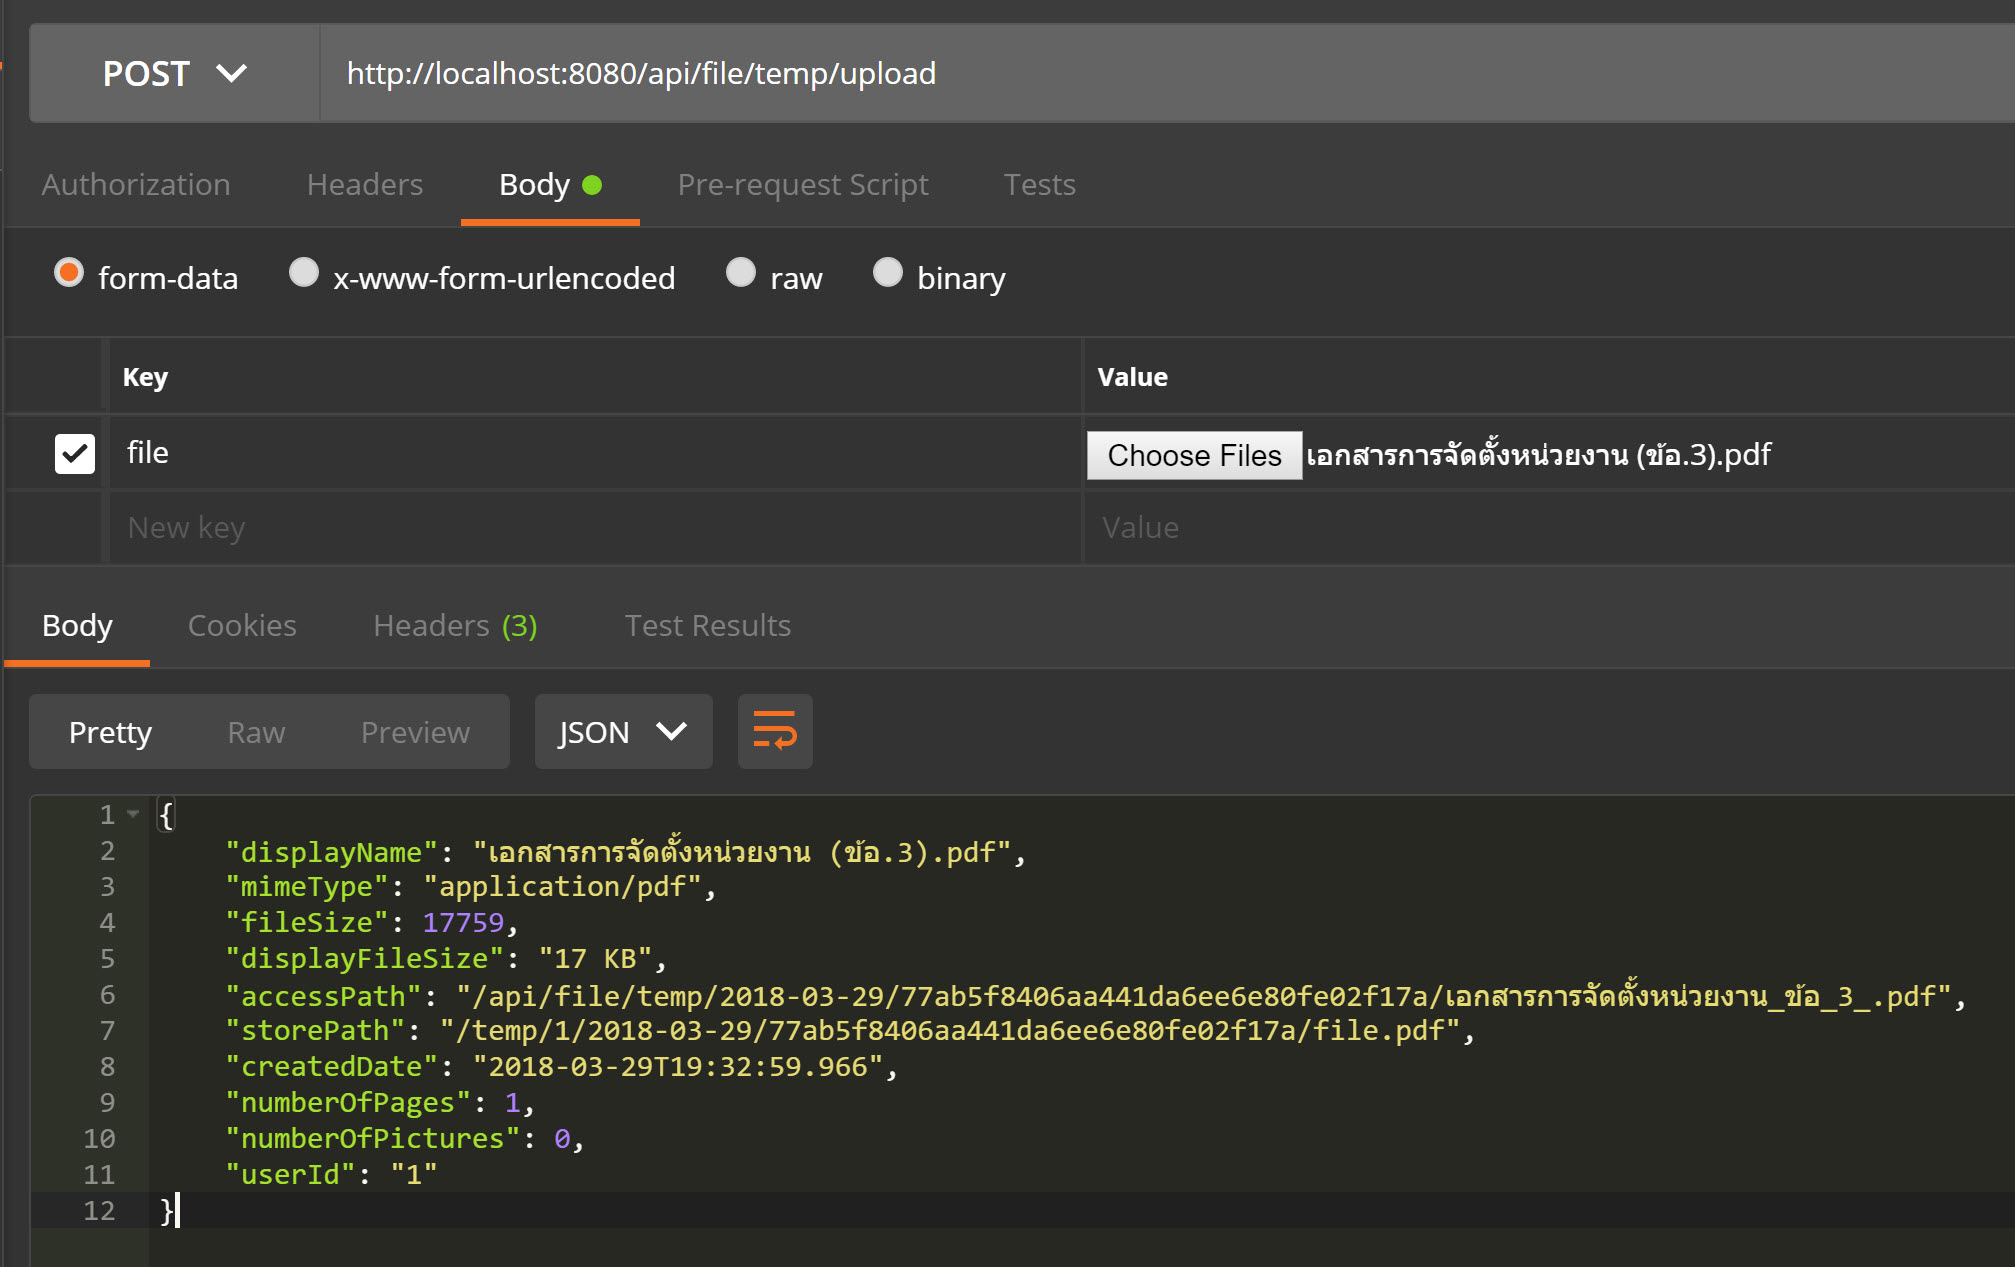 POST http://localhost:8080/api/file/temp/upload
Authorization Headers Body Pre-request Script Tests
form-data x-www-form-urlencoded raw binary
Key Value
file Choose Files เอกสารการจัดตั้งหน่วยงาน (ข้อ.3).pdf
New key Value
Body Cookies Headers (3) Test Results
Pretty Raw Preview JSON
1 {
2 "displayName": "เอกสารการจัดตั้งหน่วยงาน (ข้อ.3).pdf",
3 "mimeType": "application/pdf",
4 "fileSize": 17759,
5 "displayFileSize": "17 KB",
6 "accessPath": "/api/file/temp/2018-03-29/77ab5f8406aa441da6ee6e80fe02f17a/เอกสารการจัดตั้งหน่วยงาน_ข้อ_3_.pdf",
7 "storePath": "/temp/1/2018-03-29/77ab5f8406aa441da6ee6e80fe02f17a/file.pdf",
8 "createdDate": "2018-03-29T19:32:59.966",
9 "numberOfPages": 1,
10 "numberOfPictures": 0,
11 "userId": "1"
12 }